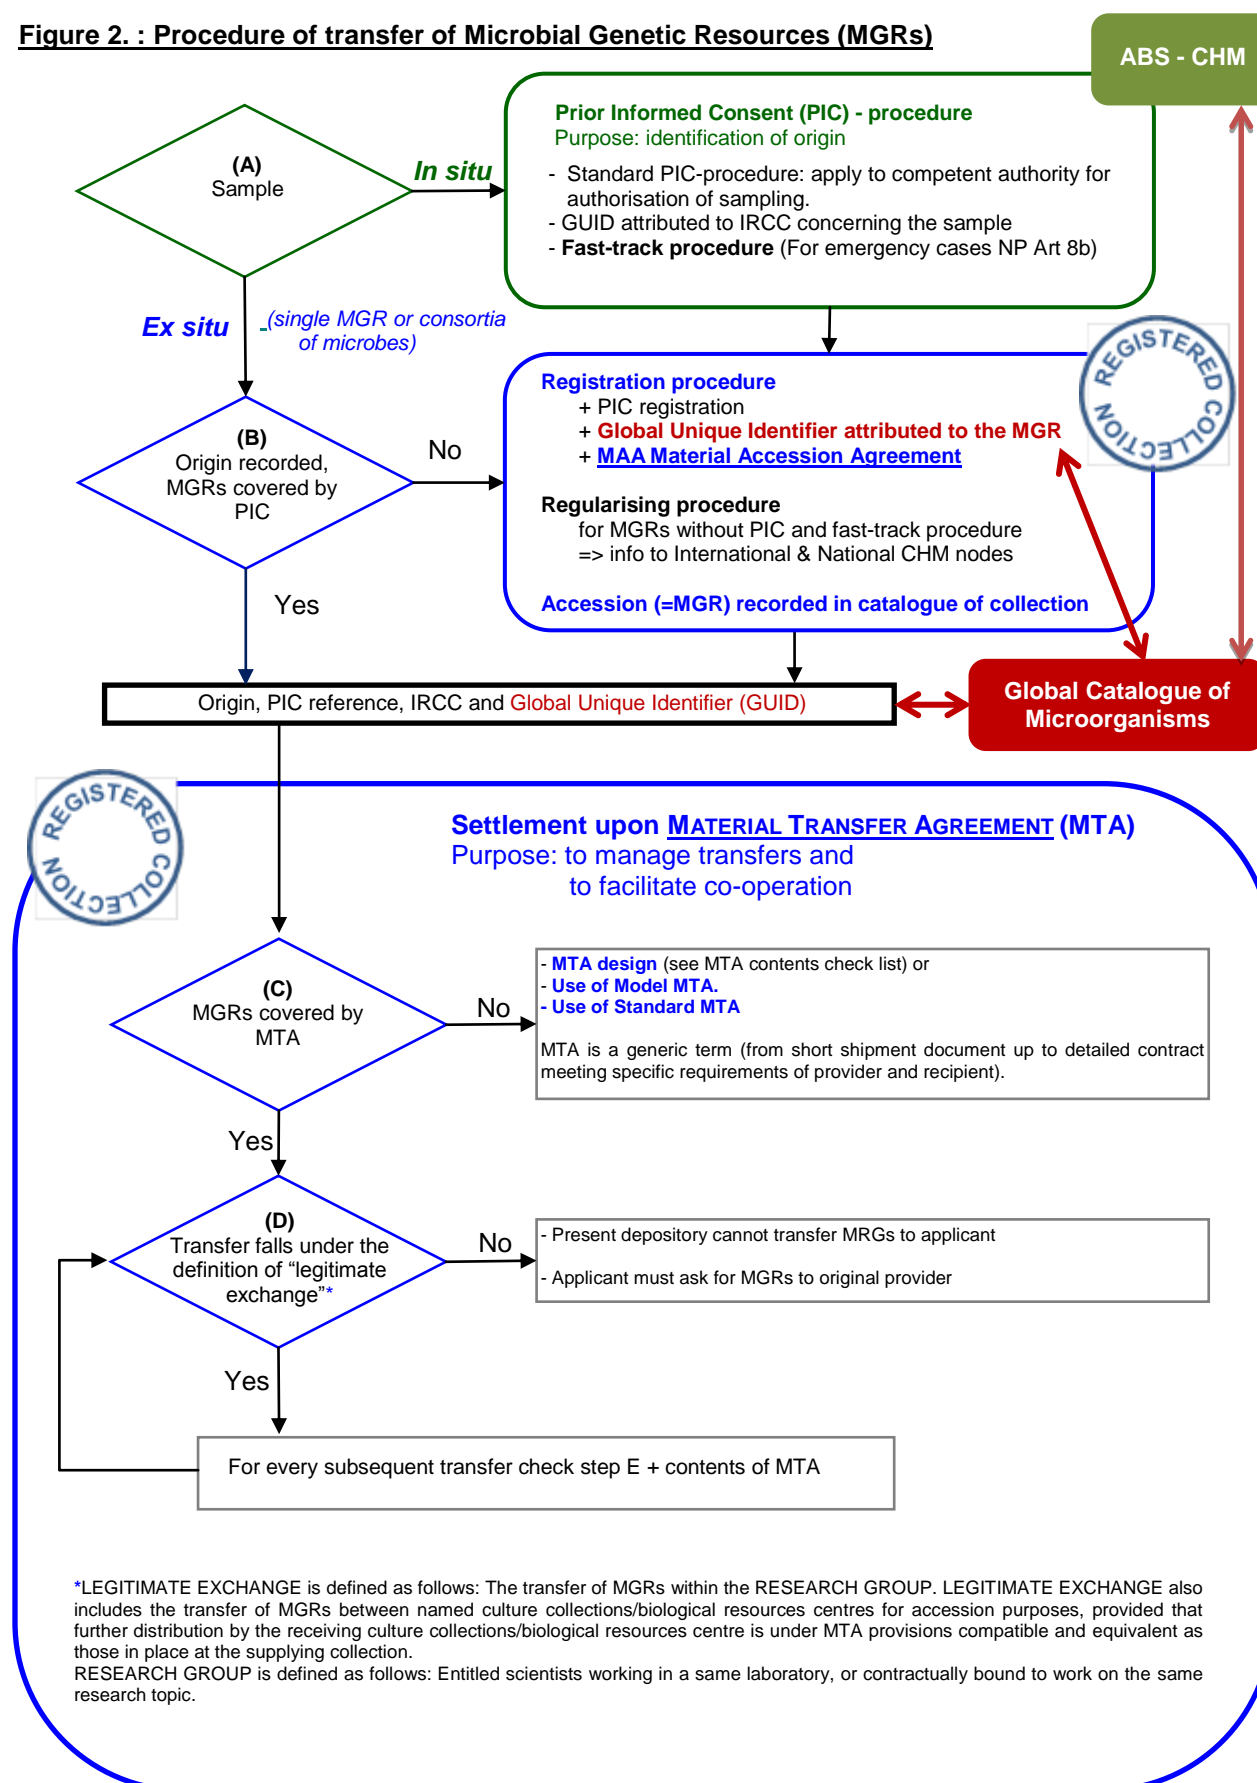 Figure 2. : Procedure of transfer of Microbial Genetic Resources (MGRs)
ABS - CHM
(A)
Sample
In situ
Prior Informed Consent (PIC) - procedure
Purpose: identification of origin
- Standard PIC-procedure: apply to competent authority for
authorisation of sampling.
- GUID attributed to IRCC concerning the sample
- Fast-track procedure (For emergency cases NP Art 8b)
Ex situ
(single MGR or consortia
of microbes)
REGISTERED COLLECTION
(B)
Origin recorded,
MGRs covered by
PIC
No
Registration procedure
+ PIC registration
+ Global Unique Identifier attributed to the MGR
+ MAA Material Accession Agreement
Regularising procedure
for MGRs without PIC and fast-track procedure
=> info to International & National CHM nodes
Accession (=MGR) recorded in catalogue of collection
Yes
Origin, PIC reference, IRCC and Global Unique Identifier (GUID)
Global Catalogue of
Microorganisms
REGISTERED COLLECTION
Settlement upon MATERIAL TRANSFER AGREEMENT (MTA)
Purpose: to manage transfers and
to facilitate co-operation
(C)
MGRs covered by
MTA
No
- MTA design (see MTA contents check list) or
- Use of Model MTA.
- Use of Standard MTA
MTA is a generic term (from short shipment document up to detailed contract
meeting specific requirements of provider and recipient).
Yes
(D)
Transfer falls under the
definition of “legitimate
exchange”*
No
- Present depository cannot transfer MRGs to applicant
- Applicant must ask for MGRs to original provider
Yes
For every subsequent transfer check step E + contents of MTA
*LEGITIMATE EXCHANGE is defined as follows: The transfer of MGRs within the RESEARCH GROUP. LEGITIMATE EXCHANGE also
includes the transfer of MGRs between named culture collections/biological resources centres for accession purposes, provided that
further distribution by the receiving culture collections/biological resources centre is under MTA provisions compatible and equivalent as
those in place at the supplying collection.
RESEARCH GROUP is defined as follows: Entitled scientists working in a same laboratory, or contractually bound to work on the same
research topic.